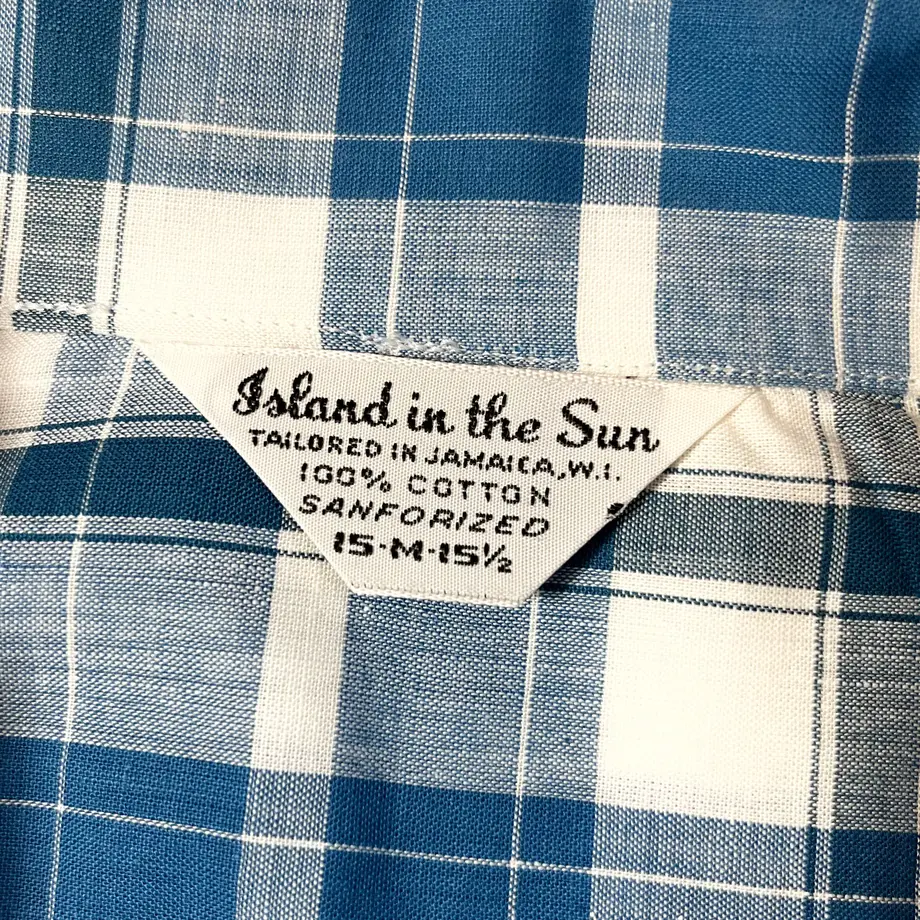 Island in the Sun
TAILORED IN JAMAICA, W.I.
100% COTTON
SANFORIZED
15-M-15½